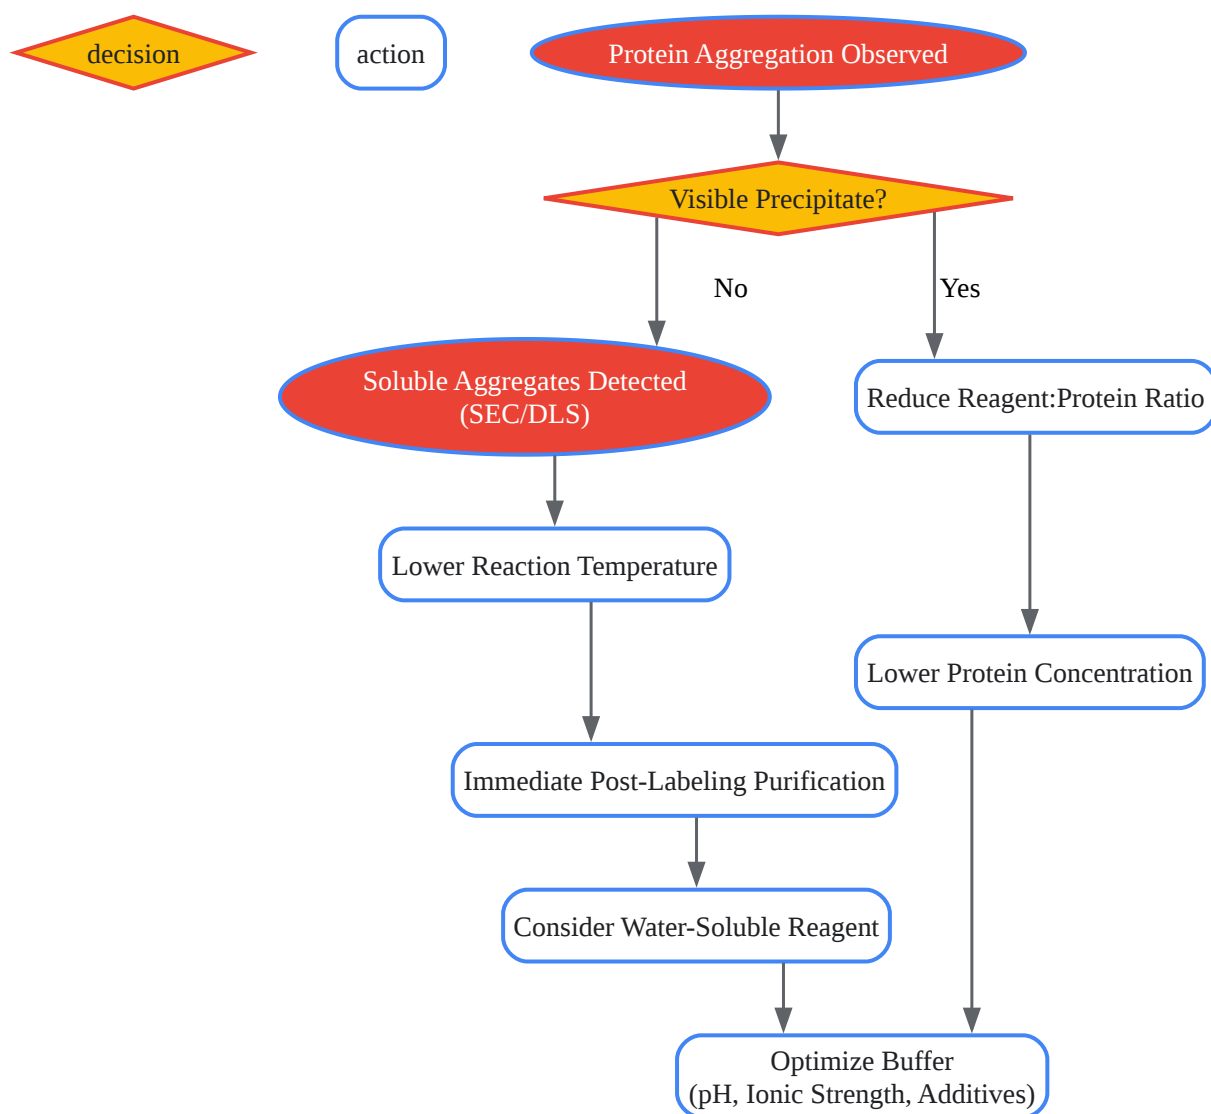 decision
action
Protein Aggregation Observed
Visible Precipitate?
No
Yes
Soluble Aggregates Detected
(SEC/DLS)
Reduce Reagent:Protein Ratio
Lower Reaction Temperature
Lower Protein Concentration
Immediate Post-Labeling Purification
Consider Water-Soluble Reagent
Optimize Buffer
(pH, Ionic Strength, Additives)